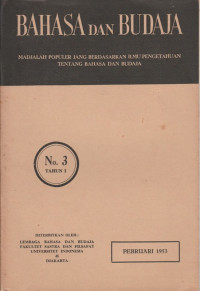 BAHASA DAN BUDAJA
MADJALAH POPULER JANG BERDASARKAN ILMU PENGETAHUAN
TENTANG BAHASA DAN BUDAJA
No. 3
TAHUN I
DITERBITKAN OLEH:
LEMBAGA BAHASA DAN BUDAJA
FAKULTET SASTRA DAN FILSAFAT
UNIVERSITET INDONESIA
di
DJAKARTA
PEBRUARI 1953